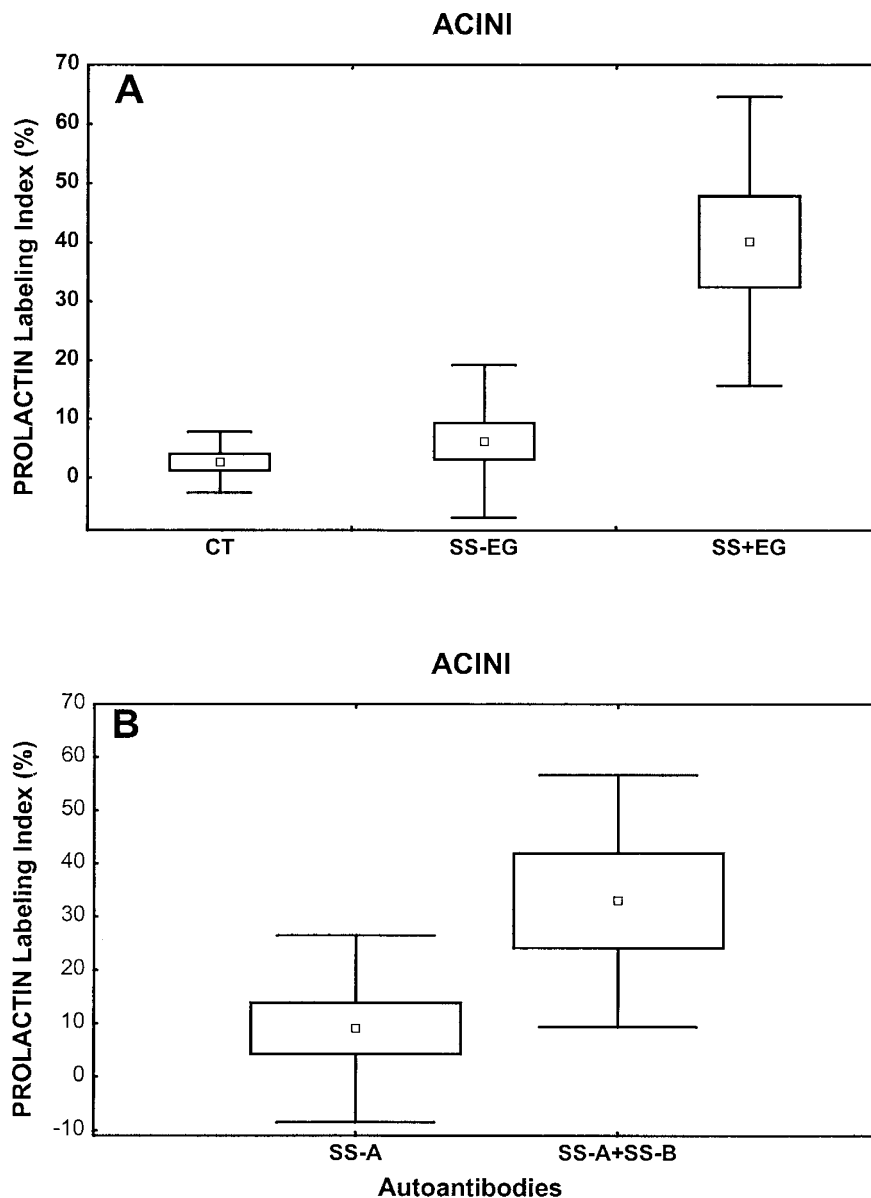 ACINI
A
PROLACTIN Labeling Index (%)
70
60
50
40
30
20
10
0
CT SS-EG SS+EG
ACINI
B
PROLACTIN Labeling Index (%)
70
60
50
40
30
20
10
0
-10
SS-A SS-A+SS-B
Autoantibodies